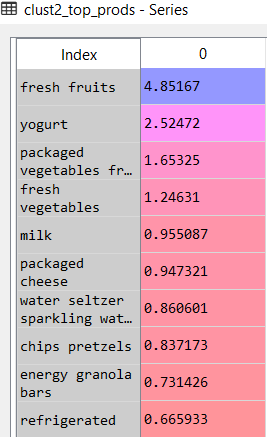 clust2_top_prods - Series
Index 0
fresh fruits 4.85167
yogurt 2.52472
packaged
vegetables fr… 1.65325
fresh
vegetables 1.24631
milk 0.955087
packaged
cheese 0.947321
water seltzer
sparkling wat… 0.860601
chips pretzels 0.837173
energy granola
bars 0.731426
refrigerated 0.665933